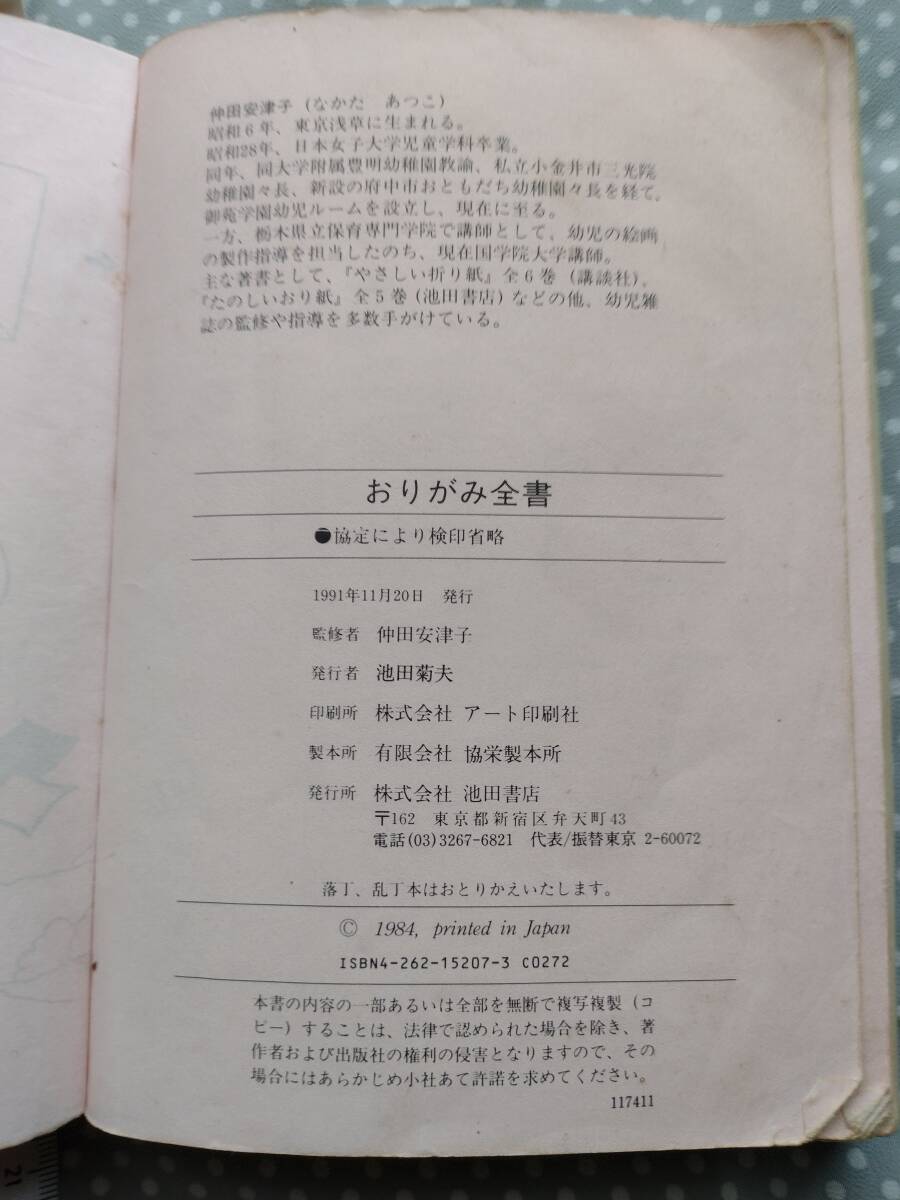 仲田安津子（なかた　あつこ）
昭和6年、東京浅草に生まれる。
昭和28年、日本女子大学児童学科卒業。
同年、同大学附属豊明幼稚園教諭、私立小金井市三光院
幼稚園々長、新設の府中市おともだち幼稚園々長を経て、
御苑学園幼児ルームを設立し、現在に至る。
一方、栃木県立保育専門学院で講師として、幼児の絵画
の製作指導を担当したのち、現在国学院大学講師。
主な著書として、『やさしい折り紙』全6巻（講談社）、
『たのしいおり紙』全5巻（池田書店）などの他、幼児雑
誌の監修や指導を多数手がけている。
おりがみ全書
●協定により検印省略
1991年11月20日　発行
監修者　仲田安津子
発行者　池田菊夫
印刷所　株式会社 アート印刷社
製本所　有限会社 協栄製本所
発行所　株式会社 池田書店
〒162　東京都新宿区弁天町43
電話(03)3267-6821　代表/振替東京 2-60072
落丁、乱丁本はおとりかえいたします。
© 1984, printed in Japan
ISBN4-262-15207-3 C0272
本書の内容の一部あるいは全部を無断で複写複製（コ
ピー）することは、法律で認められた場合を除き、著
作者および出版社の権利の侵害となりますので、その
場合にはあらかじめ小社あて許諾を求めてください。
117411
21